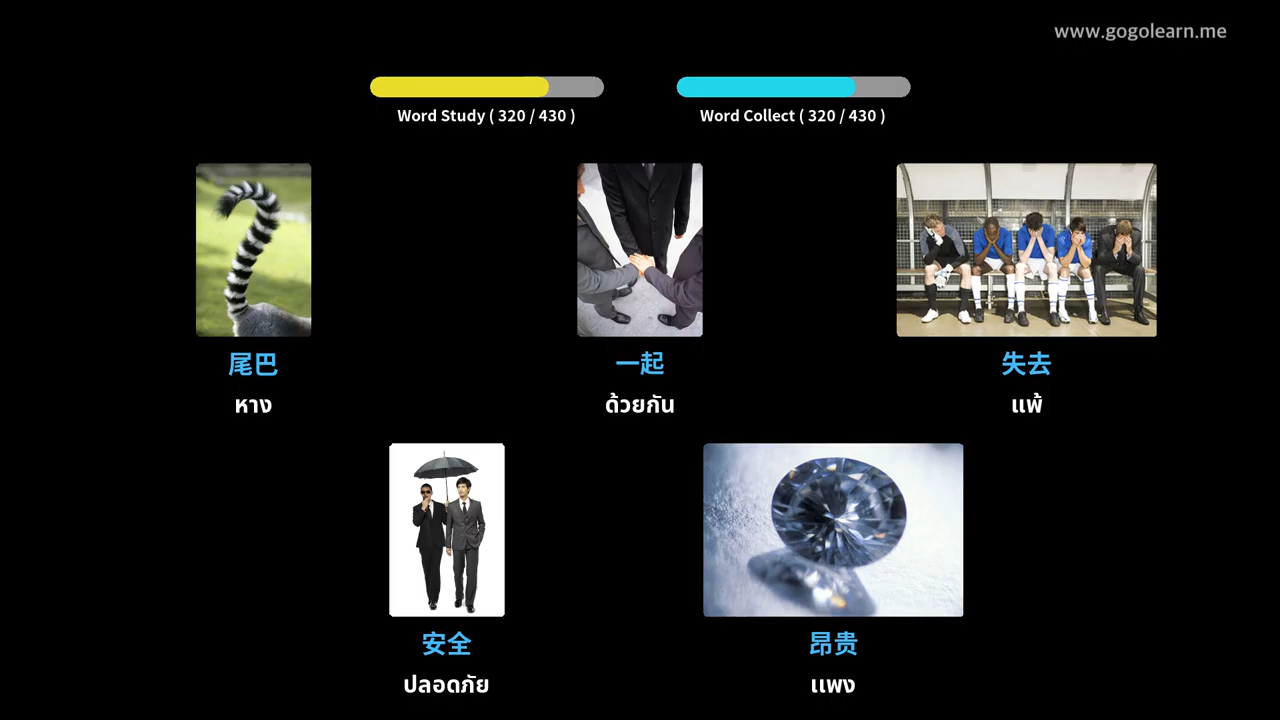 www.gogolearn.me
Word Study ( 320 / 430 )
Word Collect ( 320 / 430 )
尾巴
一起
失去
หาง
ด้วยกัน
แพ้
安全
昂贵
ปลอดภัย
เเพง